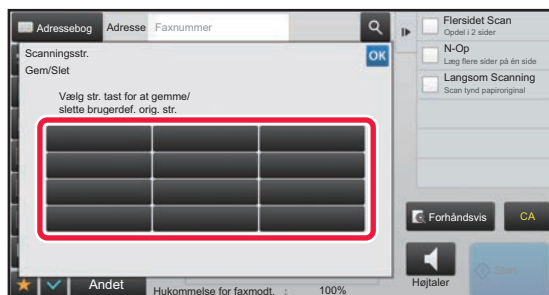 Adressebog
Adresse
Faxnummer
Scanningsstr.
Gem/Slet
OK
Vælg str. tast for at gemme/
slette brugerdef. orig. str.
Flersidet Scan
Opdel i 2 sider
N-Op
Læg flere sider på én side
Langsom Scanning
Scan tynd papiroriginal
Forhåndsvis
CA
Højtaler
Start
Andet
Hukommelse for faxmodt. : 100%